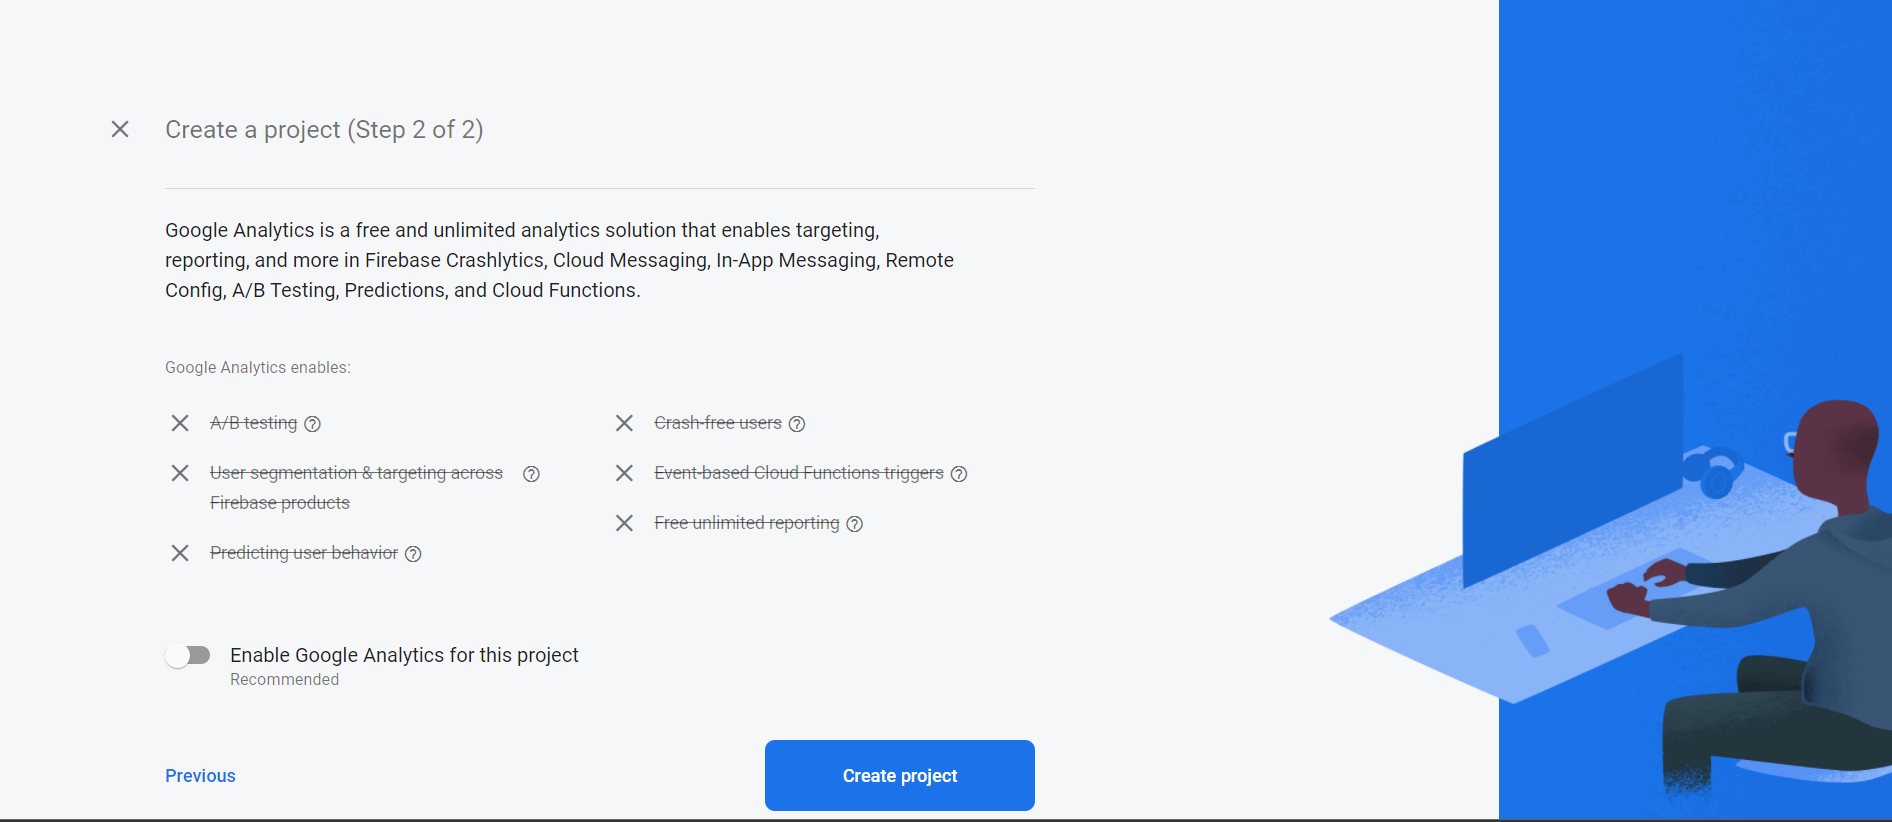 Create a project (Step 2 of 2)
Google Analytics is a free and unlimited analytics solution that enables targeting,
reporting, and more in Firebase Crashlytics, Cloud Messaging, In-App Messaging, Remote
Config, A/B Testing, Predictions, and Cloud Functions.
Google Analytics enables:
A/B testing
User segmentation & targeting across
Firebase products
Predicting user behavior
Crash-free users
Event-based Cloud Functions triggers
Free unlimited reporting
Enable Google Analytics for this project
Recommended
Previous
Create project